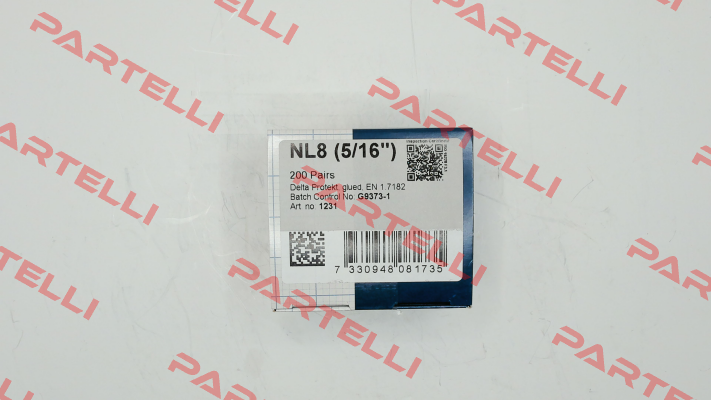 NL8 (5/16")
200 Pairs
Delta Protekt, glued, EN 1.7182
Batch Control No G9373-1
Art. no 1231
7 330948 081735
PARTELLI
PARTELLI
PARTELLI
PARTELLI
PARTELLI
PARTELLI
PARTELLI
PARTELLI
PARTELLI
PARTELLI